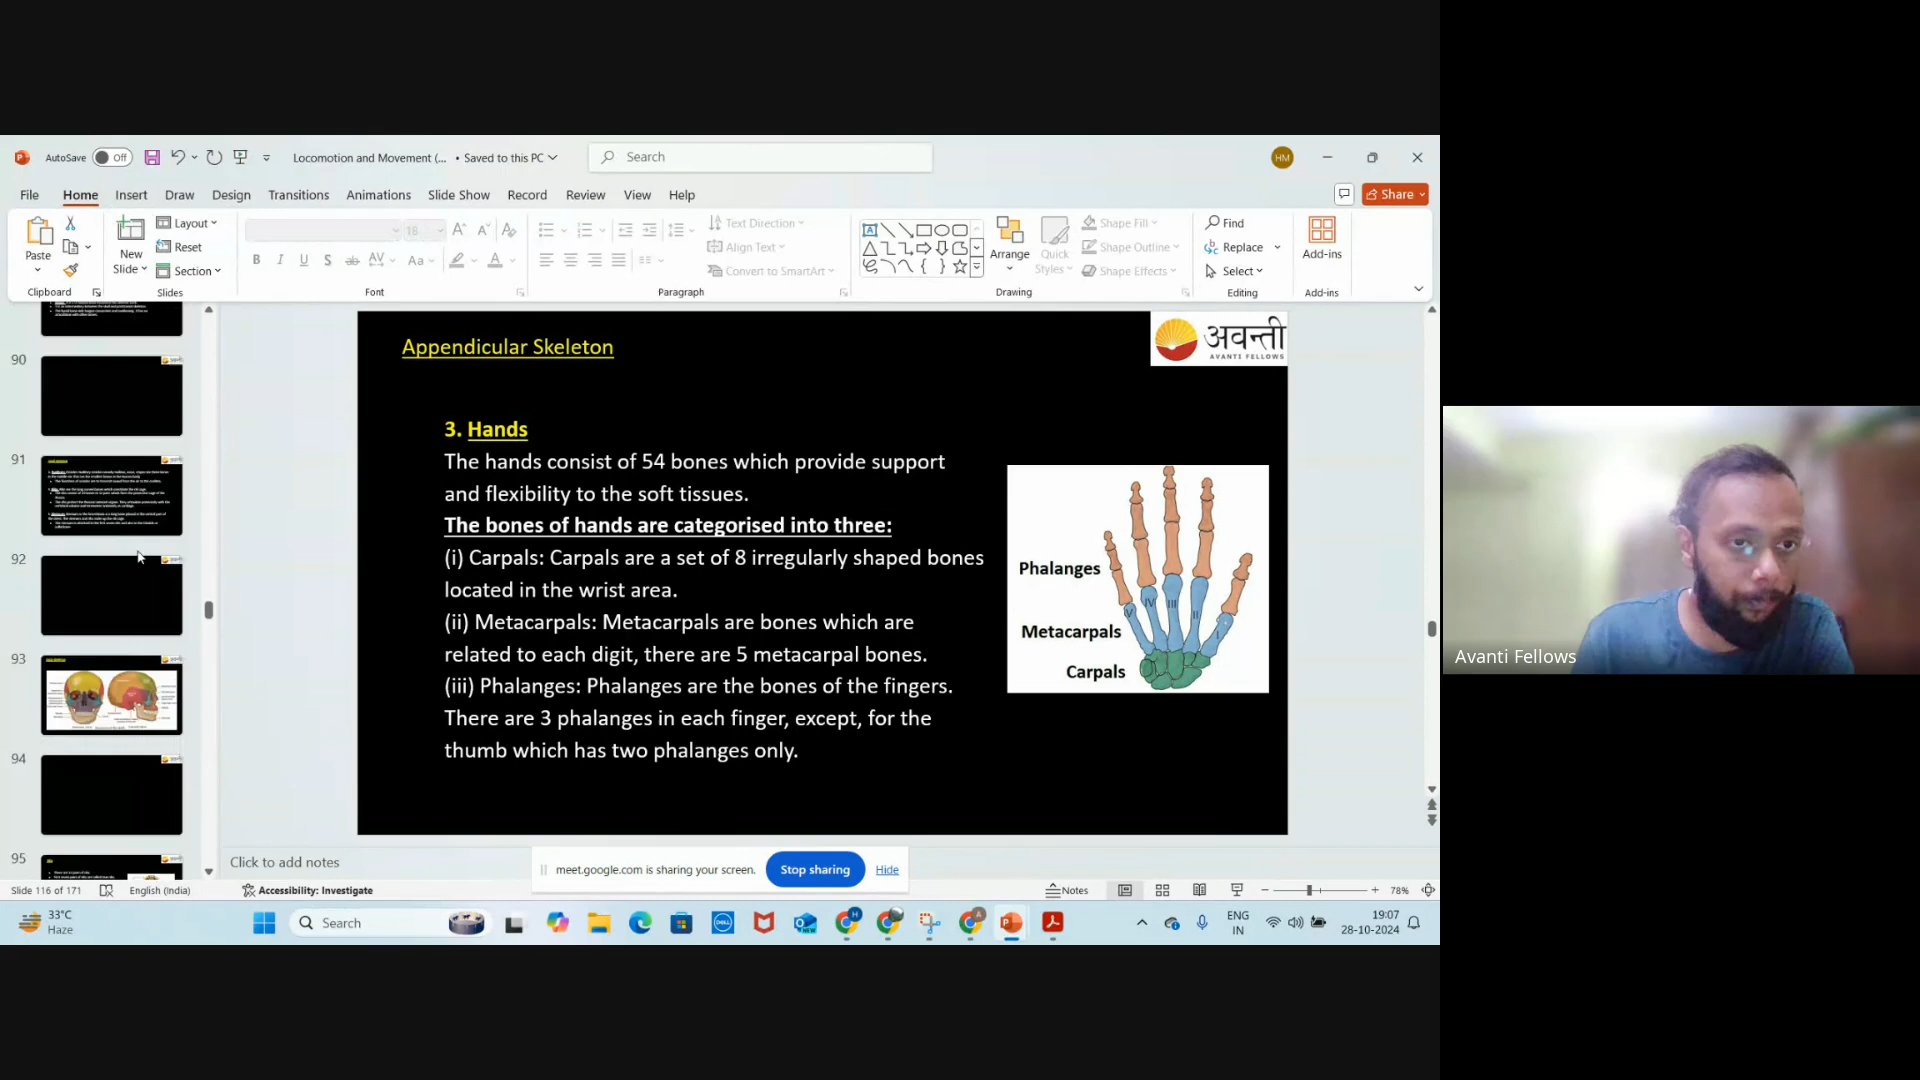 AutoSave Off Locomotion and Movement (... • Saved to this PC Search HM
File Home Insert Draw Design Transitions Animations Slide Show Record Review View Help Share
Paste
New
Slide
Layout
Reset
Section
18
B I U S ab AV Aa A
Text Direction
Align Text
Convert to SmartArt
Arrange
Quick
Styles
Shape Fill
Shape Outline
Shape Effects
Find
Replace
Select
Add-ins
Clipboard Slides Font Paragraph Drawing Editing Add-ins
90
91
92
93
94
95
Appendicular Skeleton
अवन्ती
AVANTI FELLOWS
3. Hands
The hands consist of 54 bones which provide support
and flexibility to the soft tissues.
The bones of hands are categorised into three:
(i) Carpals: Carpals are a set of 8 irregularly shaped bones
located in the wrist area.
(ii) Metacarpals: Metacarpals are bones which are
related to each digit, there are 5 metacarpal bones.
(iii) Phalanges: Phalanges are the bones of the fingers.
There are 3 phalanges in each finger, except, for the
thumb which has two phalanges only.
Phalanges
Metacarpals
Carpals
V IV III II I
Avanti Fellows
Click to add notes
meet.google.com is sharing your screen. Stop sharing Hide
Slide 116 of 171 English (India) Accessibility: Investigate Notes 78%
33°C
Haze
Search
ENG
IN
19:07
28-10-2024